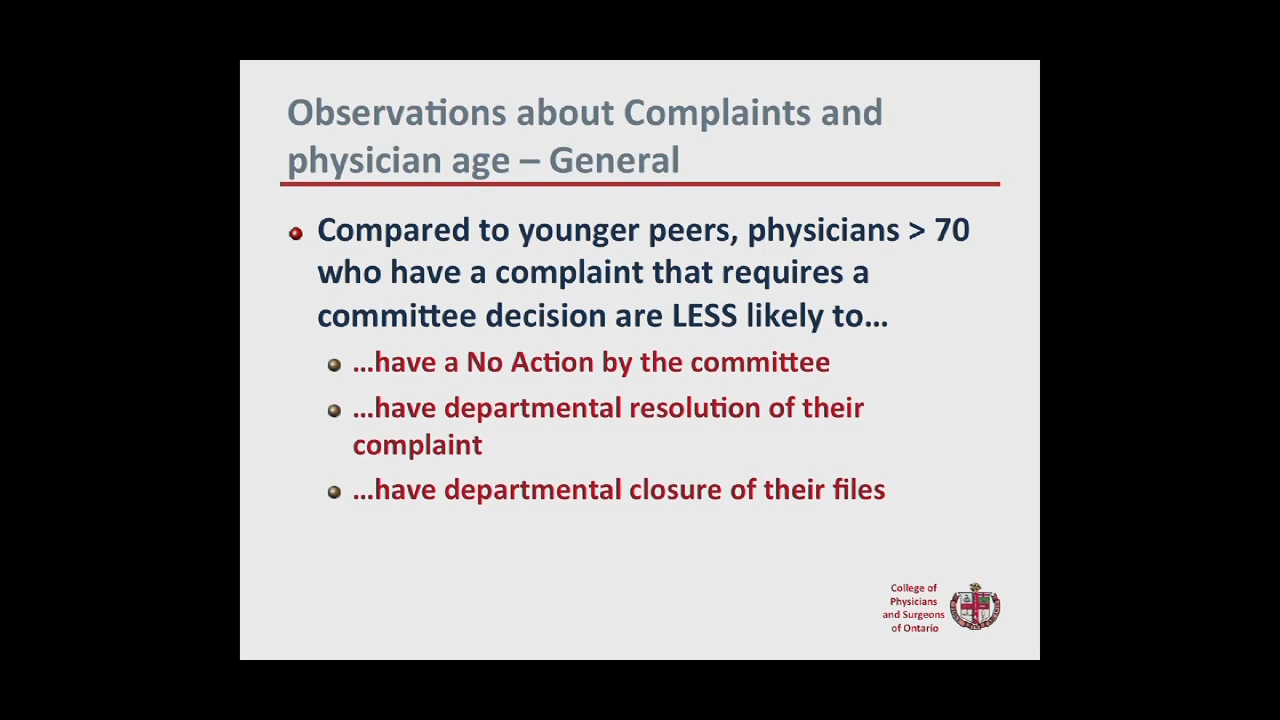 Observations about Complaints and
physician age – General
Compared to younger peers, physicians > 70
who have a complaint that requires a
committee decision are LESS likely to...
...have a No Action by the committee
...have departmental resolution of their
complaint
...have departmental closure of their files
College of
Physicians
and Surgeons
of Ontario